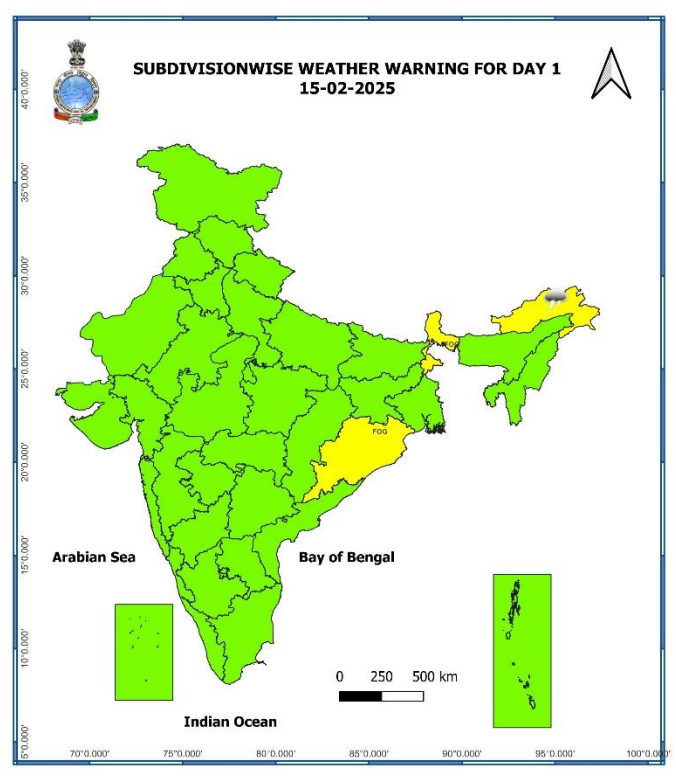 SUBDIVISIONWISE WEATHER WARNING FOR DAY 1
15-02-2025
40°0.000'
35°0.000'
30°0.000'
25°0.000'
20°0.000'
15°0.000'
10°0.000'
5°0.000'
FOG
FOG
Arabian Sea
Bay of Bengal
0 250 500 km
Indian Ocean
70°0.000' 75°0.000' 80°0.000' 85°0.000' 90°0.000' 95°0.000' 100°0.000'